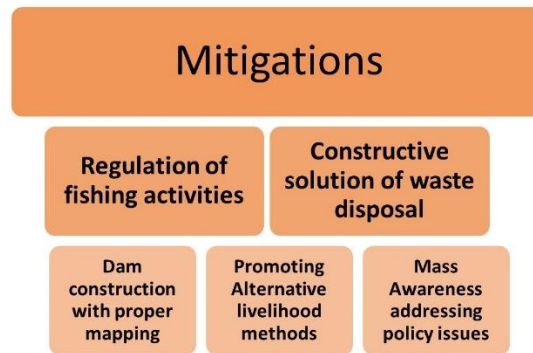 Mitigations
Regulation of
fishing activities
Constructive
solution of waste
disposal
Dam
construction
with proper
mapping
Promoting
Alternative
livelihood
methods
Mass
Awareness
addressing
policy issues